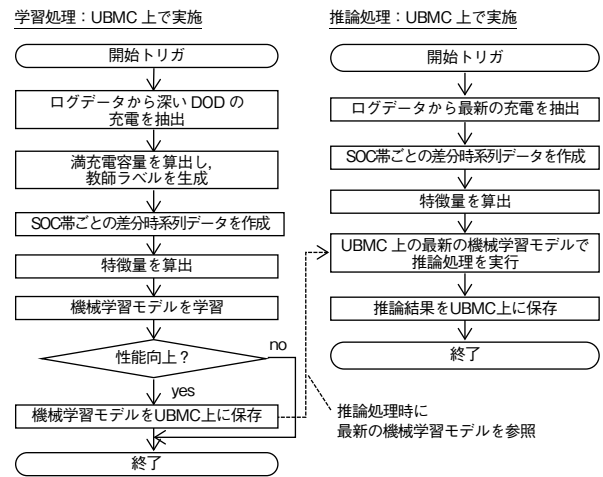 学習処理：UBMC 上で実施
開始トリガ
ログデータから深い DOD の
充電を抽出
満充電容量を算出し，
教師ラベルを生成
SOC帯ごとの差分時系列データを作成
特徴量を算出
機械学習モデルを学習
性能向上？
no
yes
機械学習モデルをUBMC上に保存
終了
推論処理：UBMC 上で実施
開始トリガ
ログデータから最新の充電を抽出
SOC帯ごとの差分時系列データを作成
特徴量を算出
UBMC 上の最新の機械学習モデルで
推論処理を実行
推論結果をUBMC上に保存
終了
推論処理時に
最新の機械学習モデルを参照